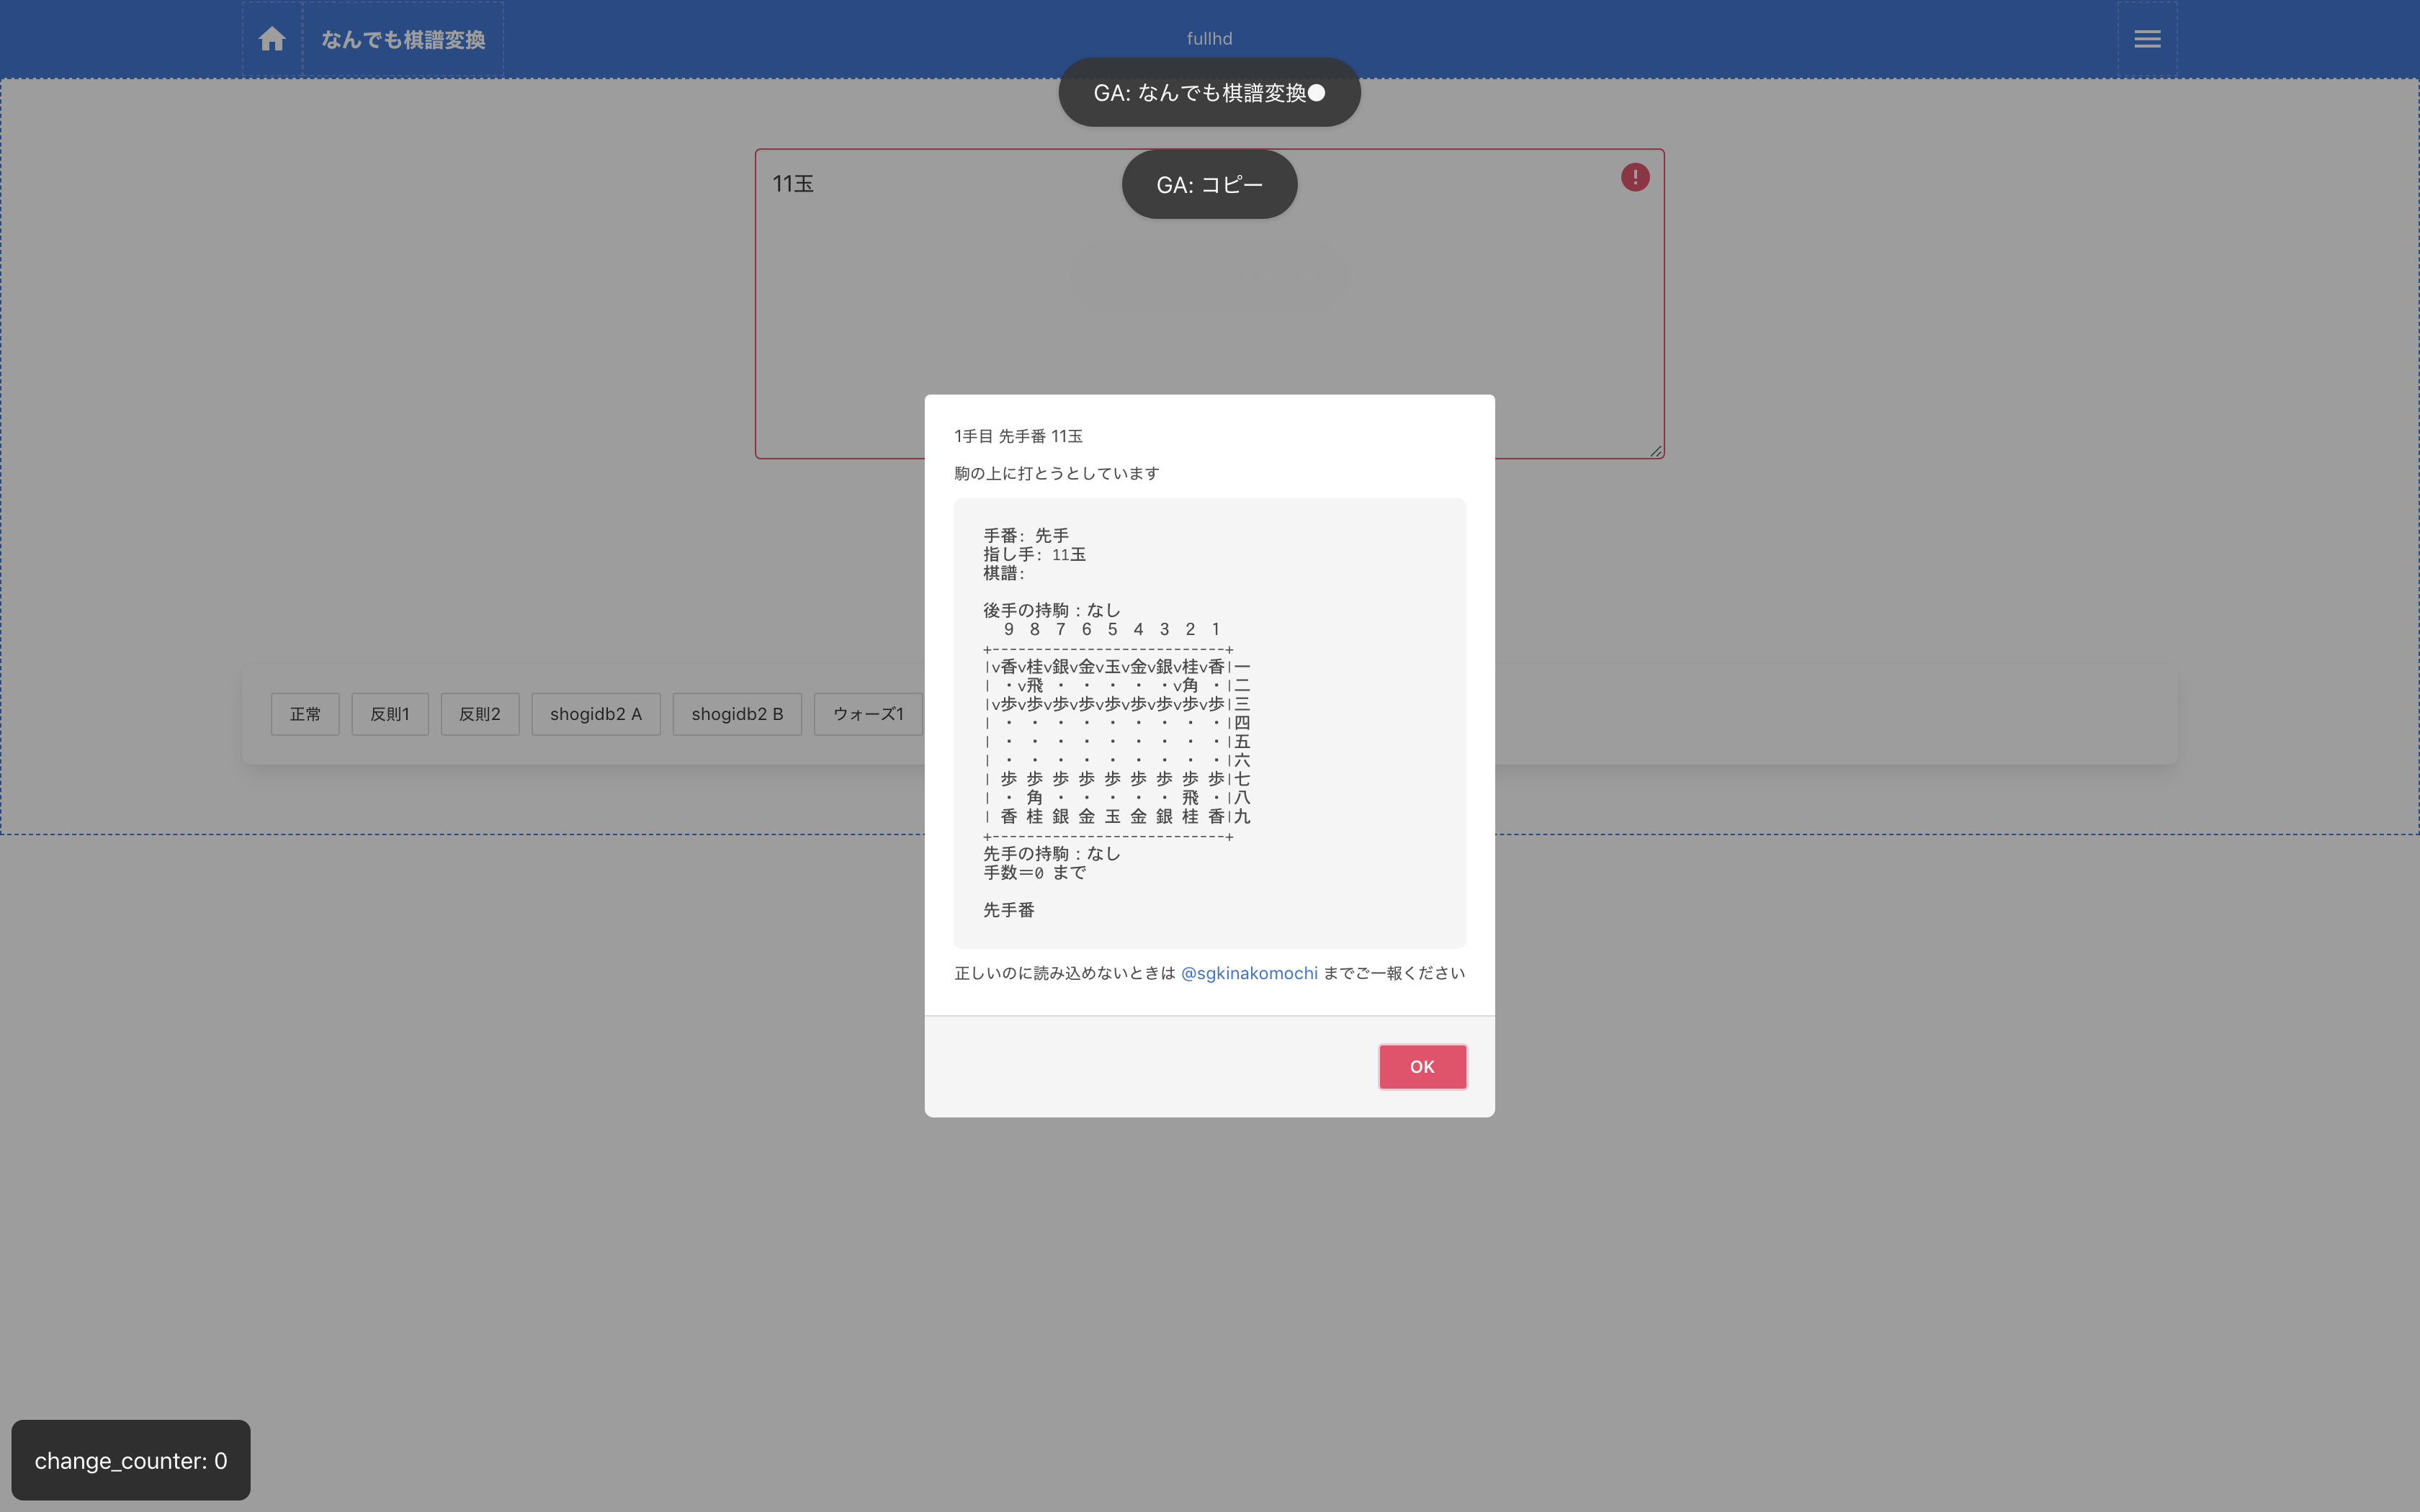 なんでも棋譜変換
fullhd
GA: なんでも棋譜変換●
GA: コピー
11玉
1手目 先手番 11玉
駒の上に打とうとしています
手番: 先手
指し手: 11玉
棋譜:
後手の持駒：なし
  9 8 7 6 5 4 3 2 1
+---------------------------+
|v香v桂v銀v金v玉v金v銀v桂v香|一
| ・v飛 ・ ・ ・ ・ ・v角 ・|二
|v歩v歩v歩v歩v歩v歩v歩v歩v歩|三
| ・ ・ ・ ・ ・ ・ ・ ・ ・|四
| ・ ・ ・ ・ ・ ・ ・ ・ ・|五
| ・ ・ ・ ・ ・ ・ ・ ・ ・|六
| 歩 歩 歩 歩 歩 歩 歩 歩 歩|七
| ・ 角 ・ ・ ・ ・ ・ 飛 ・|八
| 香 桂 銀 金 玉 金 銀 桂 香|九
+---------------------------+
先手の持駒：なし
手数＝0 まで
先手番
正しいのに読み込めないときは @sgkinakomochi までご一報ください
OK
正常 反則1 反則2 shogidb2 A shogidb2 B ウォーズ1
change_counter: 0